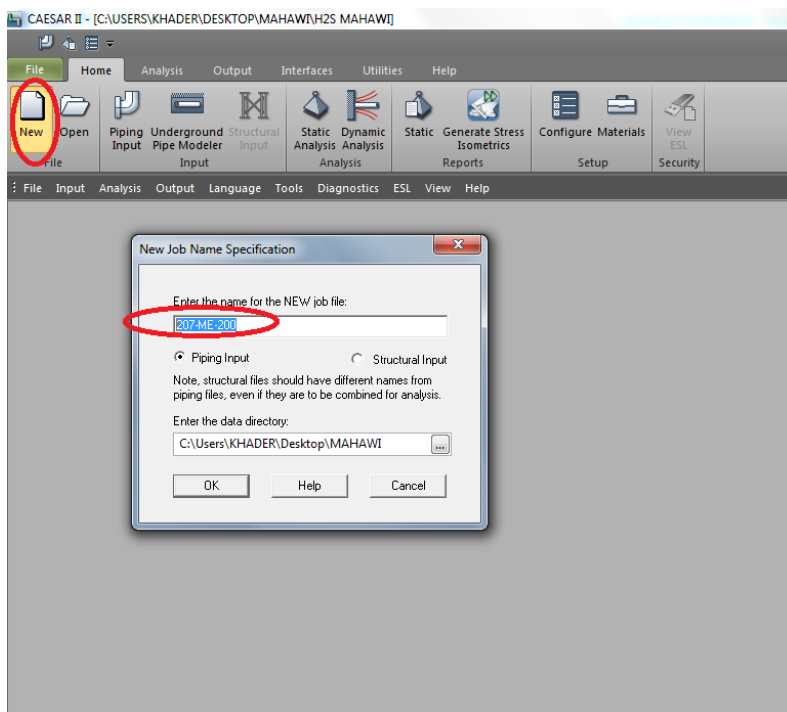 CAESAR II - [C:\USERS\KHADER\DESKTOP\MAHAWI\H2S MAHAWI]
File Home Analysis Output Interfaces Utilities Help
New Open Piping Input Underground Pipe Modeler Structural Input Static Analysis Dynamic Analysis Static Generate Stress Isometrics Configure Materials View ESL
File Input Analysis Reports Setup Security
File Input Analysis Output Language Tools Diagnostics ESL View Help
New Job Name Specification
Enter the name for the NEW job file:
207-ME-200
Piping Input Structural Input
Note, structural files should have different names from
piping files, even if they are to be combined for analysis.
Enter the data directory:
C:\Users\KHADER\Desktop\MAHAWI ...
OK Help Cancel